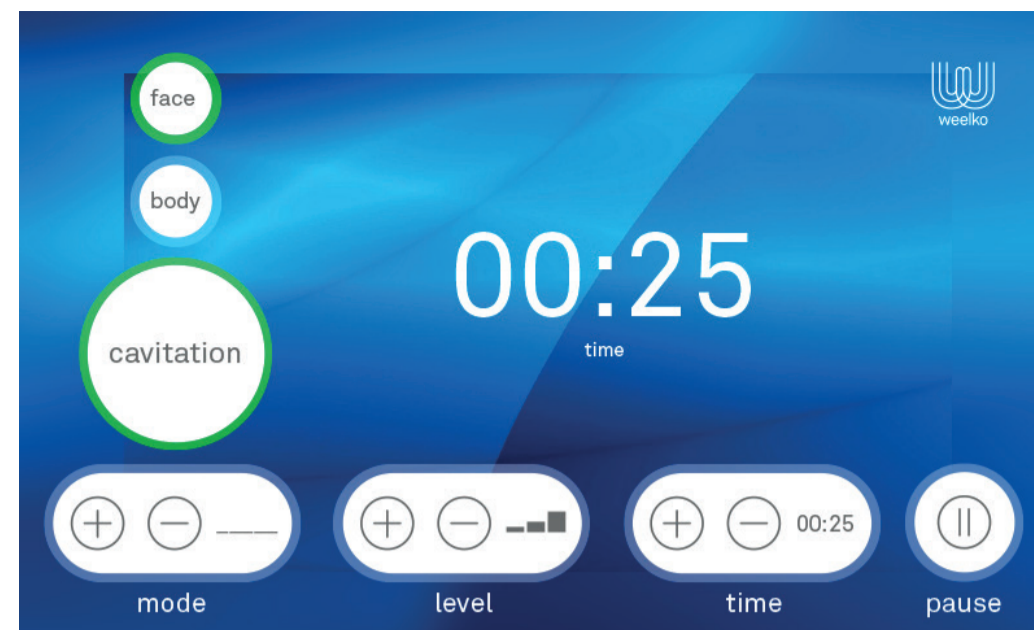 face
weelko
body
00:25
time
cavitation
00:25
mode
level
time
pause